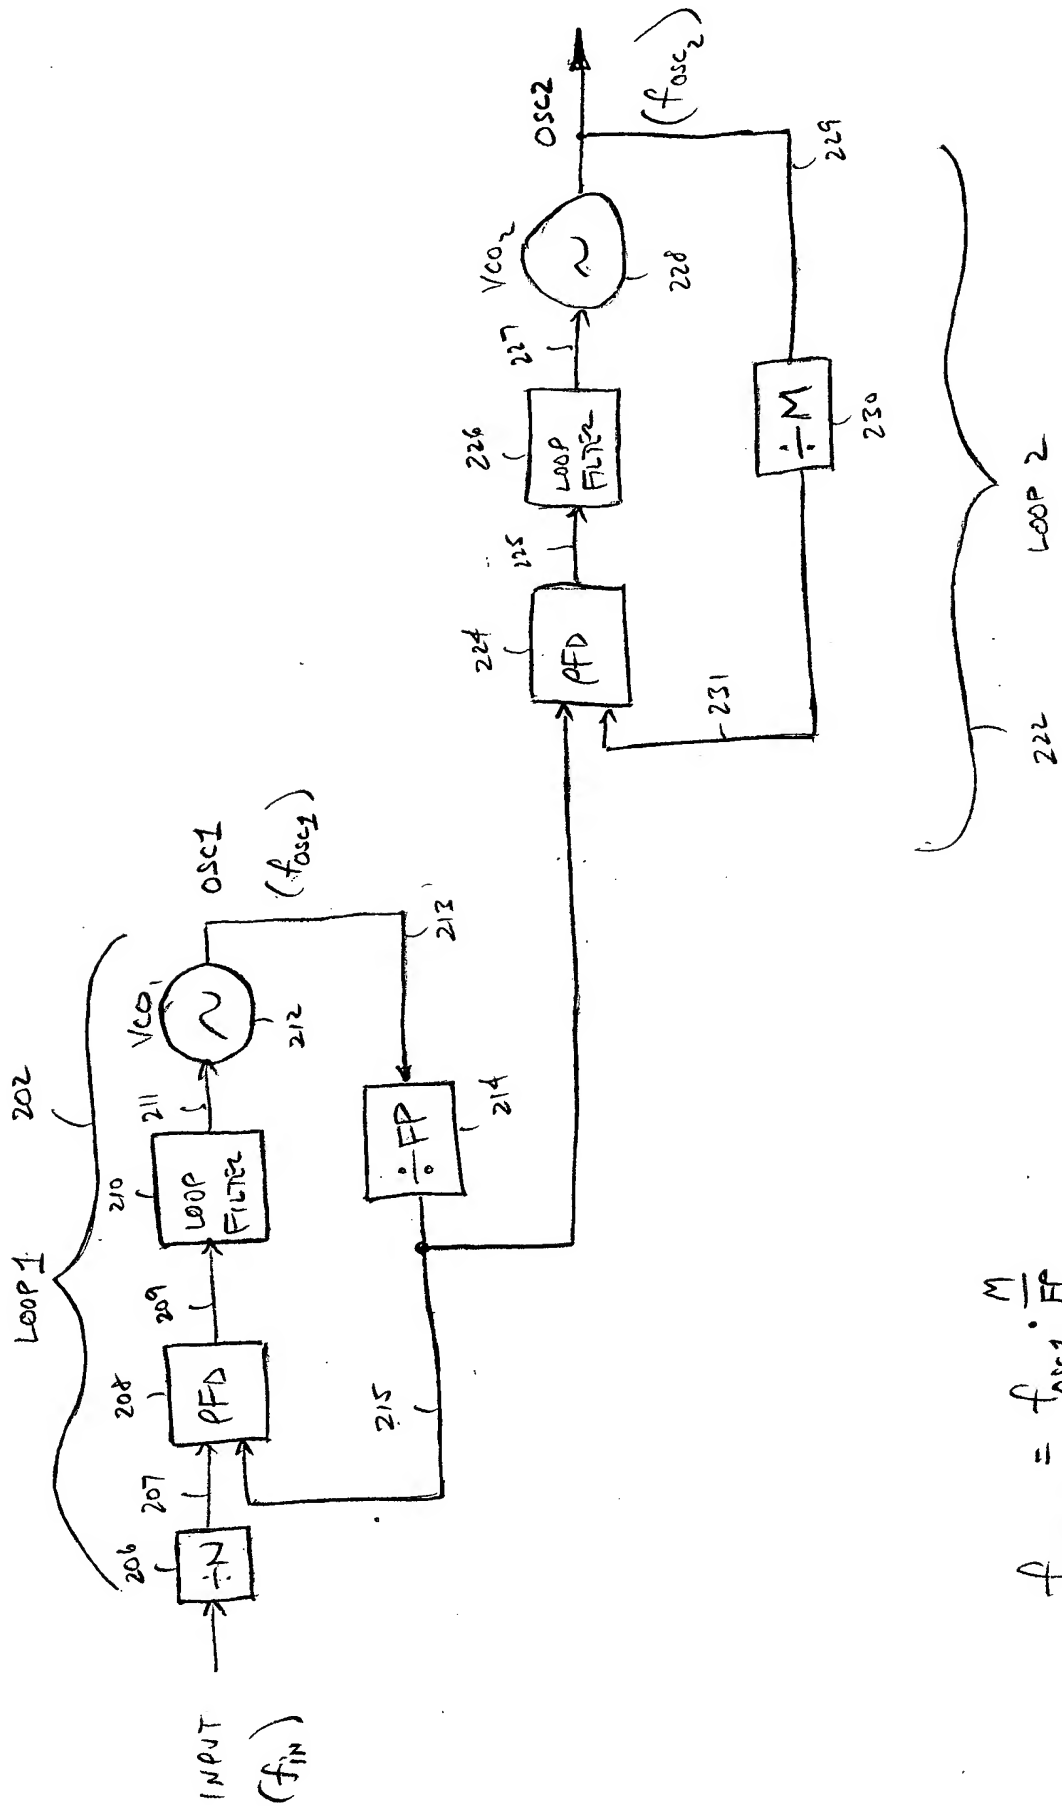 LOOP 1
202
206
÷N
207
208
PFD
209
210
LOOP
FILTER
211
VCO1
212
OSC1
(fOSC1)
213
÷FP
214
215
INPUT
(fIN)
224
PFD
225
226
LOOP
FILTER
227
VCO2
228
OSC2
(fOSC2)
229
÷M
230
231
222
LOOP 2
f = fOSC1 · M/FP